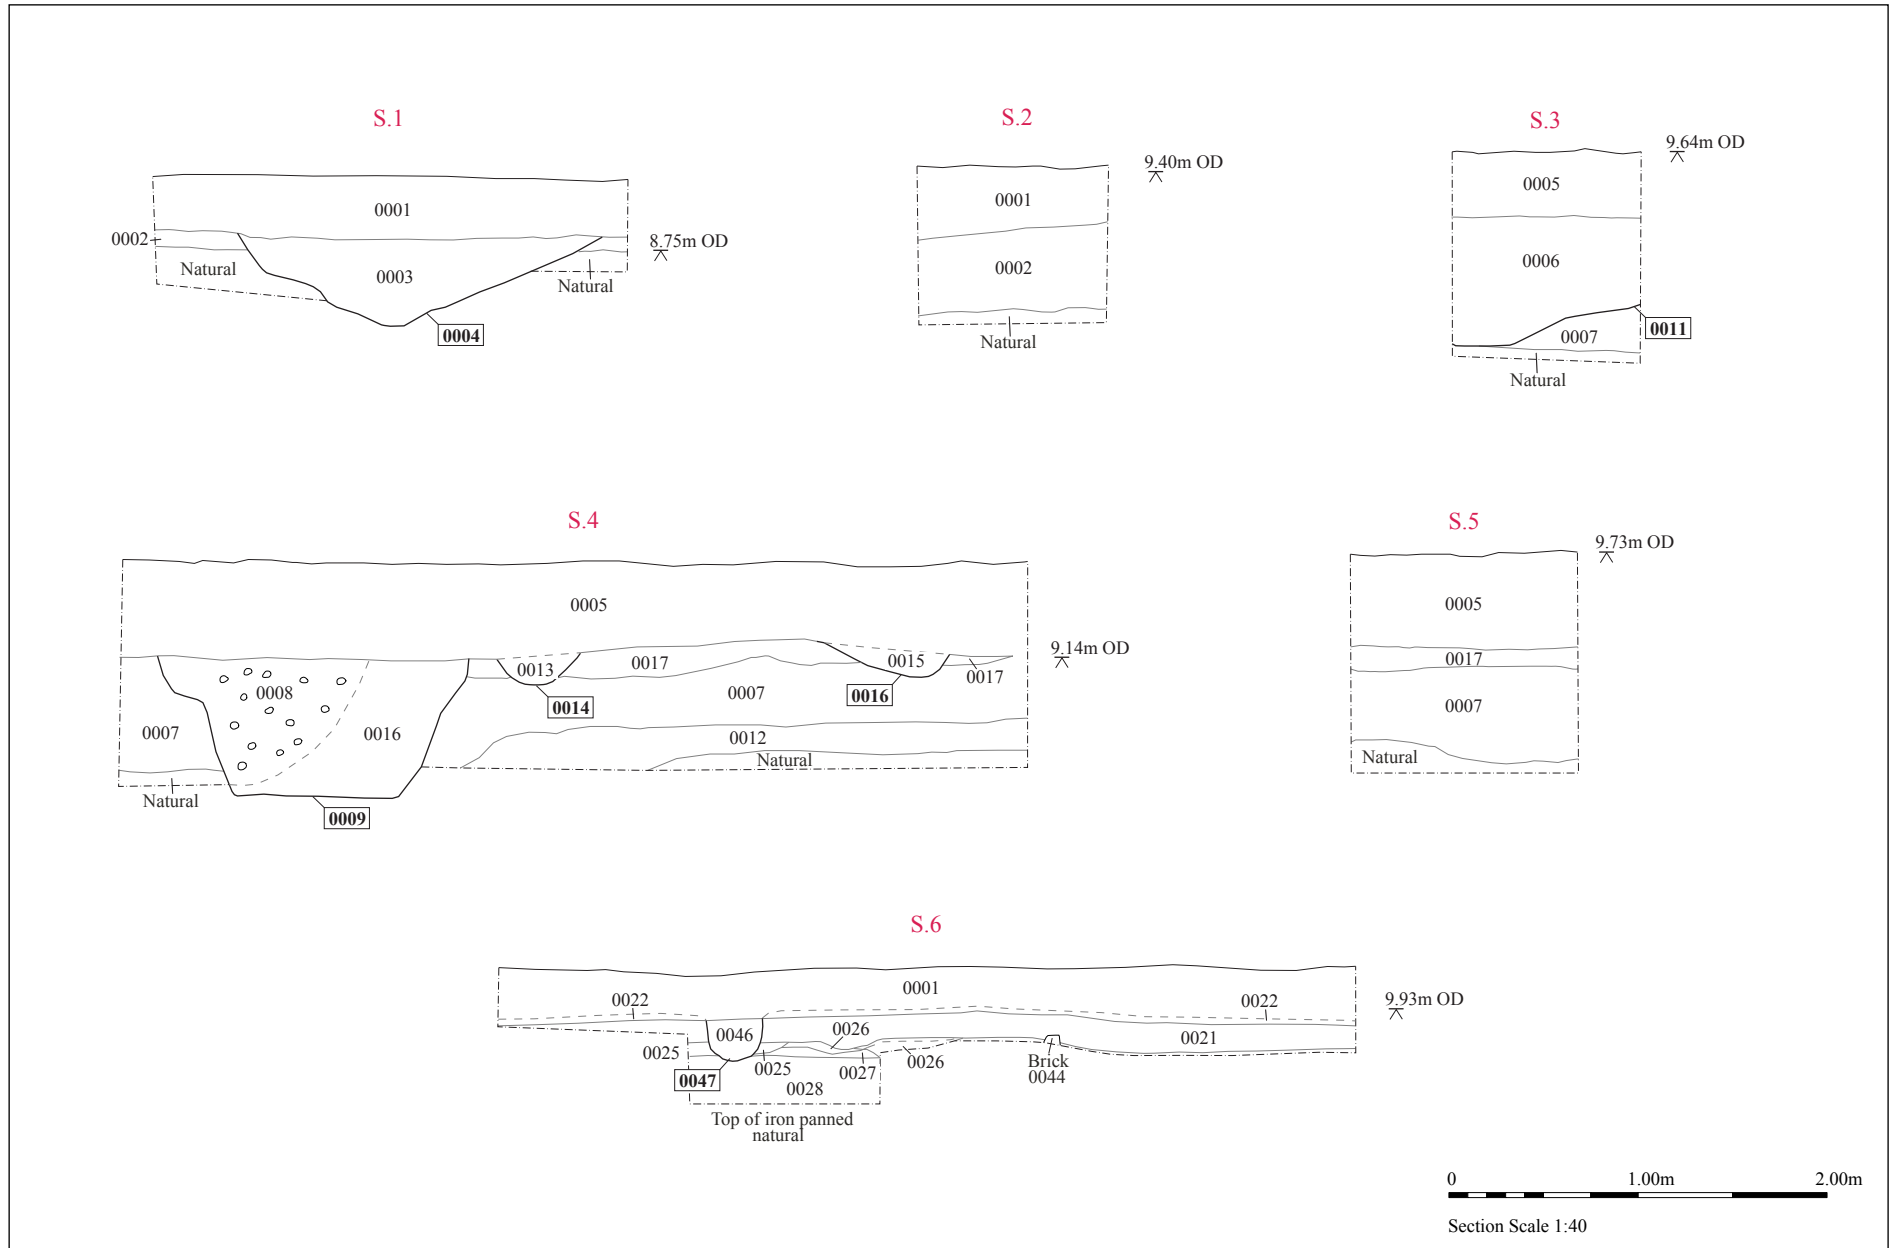 S.1
0001
0002
Natural
0003
8.75m OD
Natural
0004
S.2
9.40m OD
0001
0002
Natural
S.3
9.64m OD
0005
0006
0007
0011
Natural
S.4
0005
9.14m OD
0008
0013
0017
0015
0017
0007
0016
0014
0007
0016
0012
Natural
Natural
0009
S.5
9.73m OD
0005
0017
0007
Natural
S.6
0001
0022
0022
9.93m OD
0046
0026
0021
0025
0025
0027
0026
Brick
0044
0047
0028
Top of iron panned
natural
0 1.00m 2.00m
Section Scale 1:40